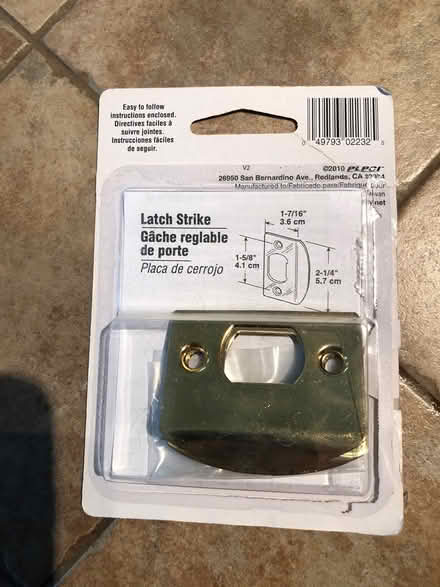 Easy to follow
instructions enclosed.
Directives faciles à
suivre jointes.
Instrucciones fáciles
de seguir.
0 49793 02232
V2
©2010
26950 San Bernardino Ave., Redlands, CA
Manufactured for/Fabricado para/Fabriqué pour
Latch Strike
Gâche reglable
de porte
Placa de cerrojo
1-7/16"
3.6 cm
1-5/8"
4.1 cm
2-1/4"
5.7 cm